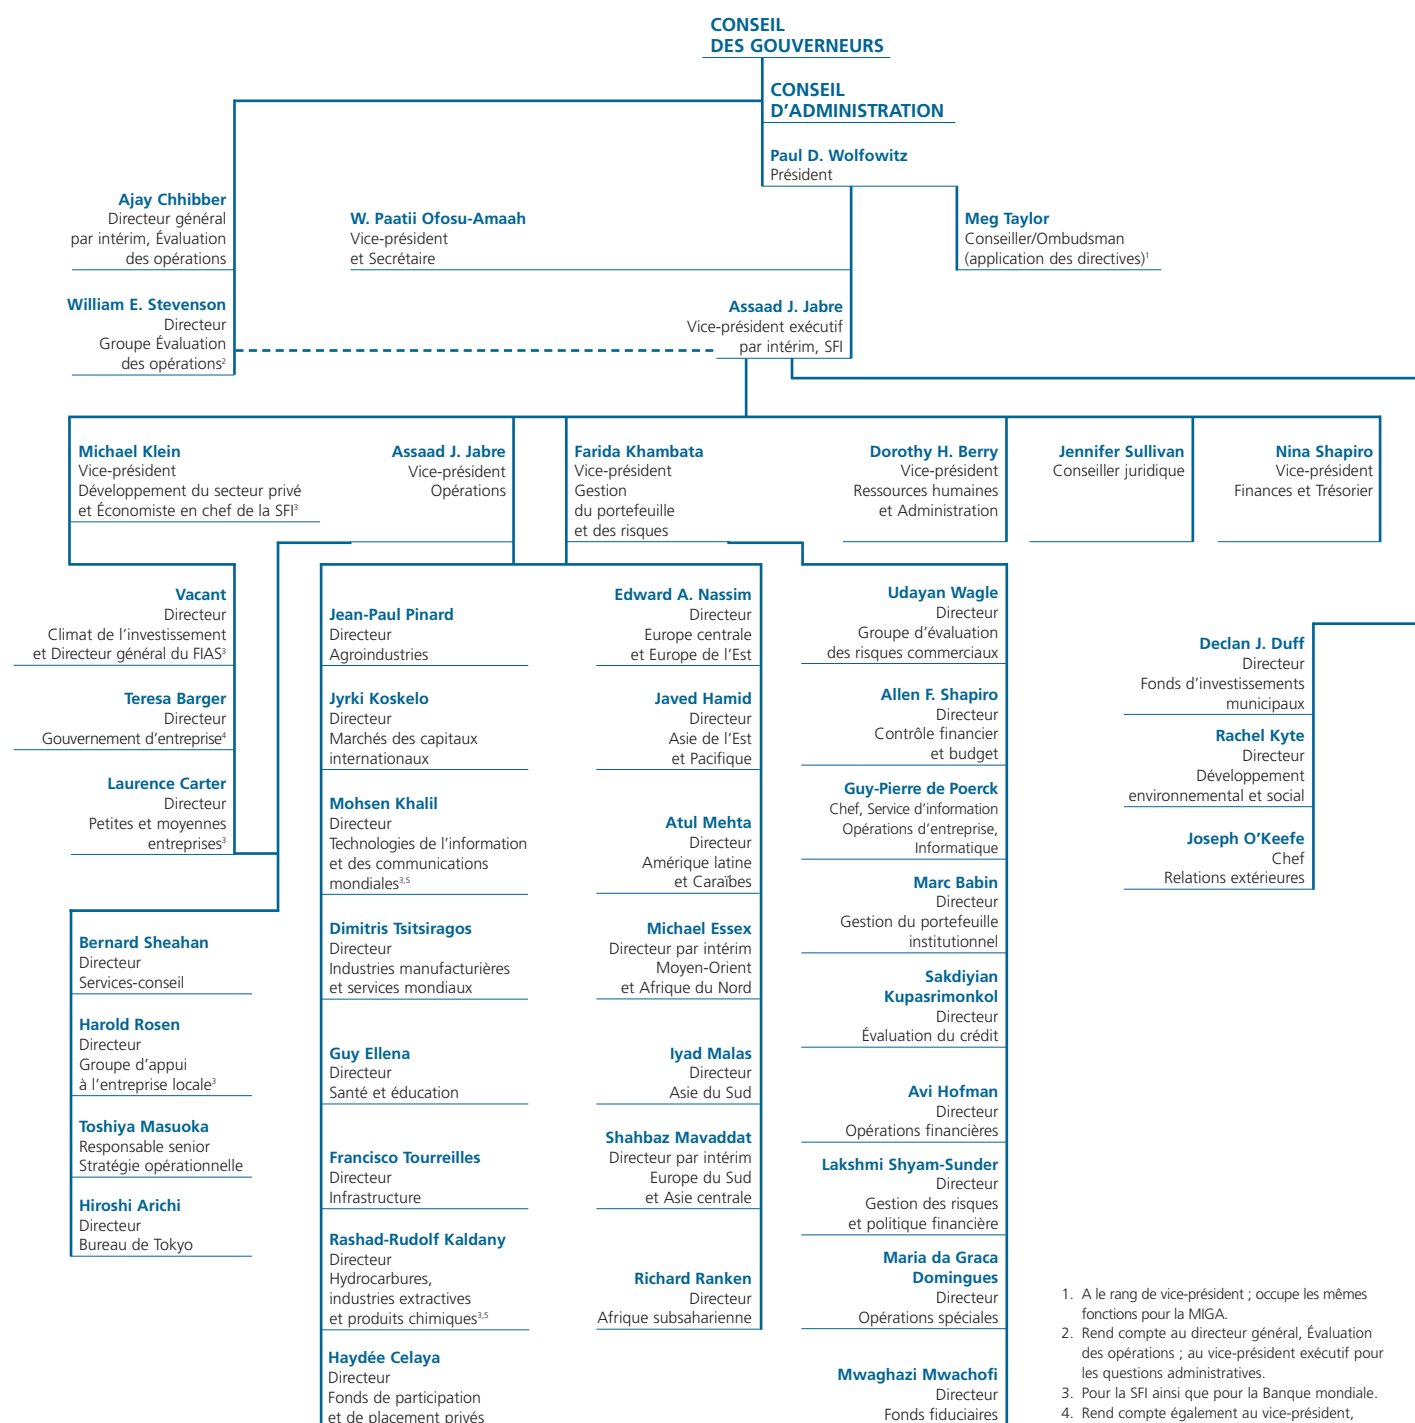 CONSEIL
DES GOUVERNEURS
CONSEIL
D'ADMINISTRATION
Paul D. Wolfowitz
Président
Ajay Chhibber
Directeur général
par intérim, Évaluation
des opérations
W. Paatii Ofosu-Amaah
Vice-président
et Secrétaire
Meg Taylor
Conseiller/Ombudsman
(application des directives)¹
William E. Stevenson
Directeur
Groupe Évaluation
des opérations²
Assaad J. Jabre
Vice-président exécutif
par intérim, SFI
Michael Klein
Vice-président
Développement du secteur privé
et Économiste en chef de la SFI³
Assaad J. Jabre
Vice-président
Opérations
Farida Khambata
Vice-président
Gestion
du portefeuille
et des risques
Dorothy H. Berry
Vice-président
Ressources humaines
et Administration
Jennifer Sullivan
Conseiller juridique
Nina Shapiro
Vice-président
Finances et Trésorier
Vacant
Directeur
Climat de l'investissement
et Directeur général du FIAS³
Teresa Barger
Directeur
Gouvernement d'entreprise⁴
Laurence Carter
Directeur
Petites et moyennes
entreprises³
Bernard Sheahan
Directeur
Services-conseil
Harold Rosen
Directeur
Groupe d'appui
à l'entreprise locale³
Toshiya Masuoka
Responsable senior
Stratégie opérationnelle
Hiroshi Arichi
Directeur
Bureau de Tokyo
Jean-Paul Pinard
Directeur
Agroindustries
Jyrki Koskelo
Directeur
Marchés des capitaux
internationaux
Mohsen Khalil
Directeur
Technologies de l'information
et des communications
mondiales³,⁵
Dimitris Tsitsiragos
Directeur
Industries manufacturières
et services mondiaux
Guy Ellena
Directeur
Santé et éducation
Francisco Tourreilles
Directeur
Infrastructure
Rashad-Rudolf Kaldany
Directeur
Hydrocarbures,
industries extractives
et produits chimiques³,⁵
Haydée Celaya
Directeur
Fonds de participation
et de placement privés
Edward A. Nassim
Directeur
Europe centrale
et Europe de l'Est
Javed Hamid
Directeur
Asie de l'Est
et Pacifique
Atul Mehta
Directeur
Amérique latine
et Caraïbes
Michael Essex
Directeur par intérim
Moyen-Orient
et Afrique du Nord
Iyad Malas
Directeur
Asie du Sud
Shahbaz Mavaddat
Directeur par intérim
Europe du Sud
et Asie centrale
Richard Ranken
Directeur
Afrique subsaharienne
Udayan Wagle
Directeur
Groupe d'évaluation
des risques commerciaux
Allen F. Shapiro
Directeur
Contrôle financier
et budget
Guy-Pierre de Poerck
Chef, Service d'information
Opérations d'entreprise,
Informatique
Marc Babin
Directeur
Gestion du portefeuille
institutionnel
Sakdiyian
Kupasrimonkol
Directeur
Évaluation du crédit
Avi Hofman
Directeur
Opérations financières
Lakshmi Shyam-Sunder
Directeur
Gestion des risques
et politique financière
Maria da Graca
Domingues
Directeur
Opérations spéciales
Mwaghazi Mwachofi
Directeur
Fonds fiduciaires
Declan J. Duff
Directeur
Fonds d'investissements
municipaux
Rachel Kyte
Directeur
Développement
environnemental et social
Joseph O'Keefe
Chef
Relations extérieures
1. A le rang de vice-président ; occupe les mêmes
fonctions pour la MIGA.
2. Rend compte au directeur général, Évaluation
des opérations ; au vice-président exécutif pour
les questions administratives.
3. Pour la SFI ainsi que pour la Banque mondiale.
4. Rend compte également au vice-président,